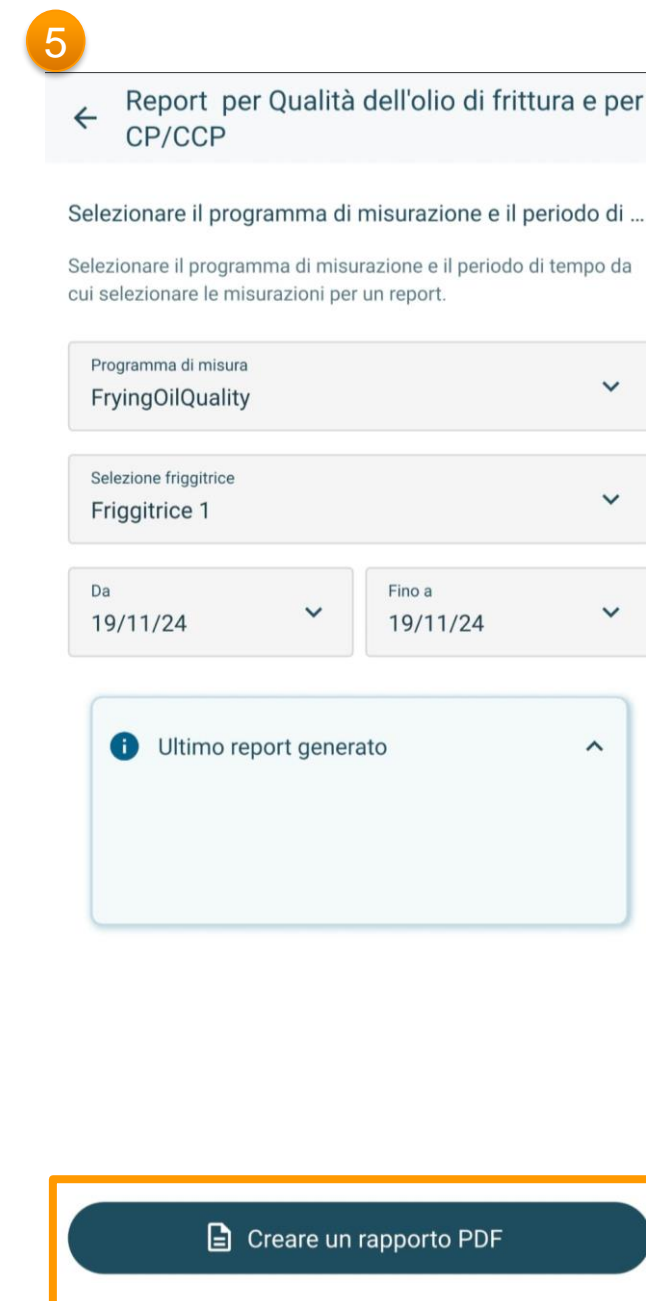 5
Report per Qualità dell'olio di frittura e per
CP/CCP
Selezionare il programma di misurazione e il periodo di ...
Selezionare il programma di misurazione e il periodo di tempo da
cui selezionare le misurazioni per un report.
Programma di misura
FryingOilQuality
Selezione friggitrice
Friggitrice 1
Da
19/11/24
Fino a
19/11/24
Ultimo report generato
Creare un rapporto PDF